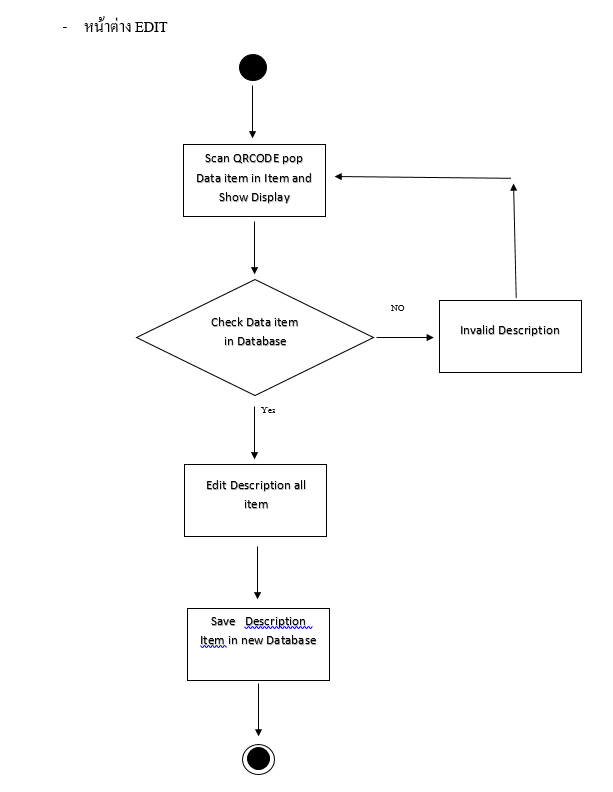 - หน้าต่าง EDIT
Scan QRCODE pop
Data item in Item and
Show Display
Check Data item
in Database
NO
Invalid Description
Yes
Edit Description all
item
Save Description
Item in new Database